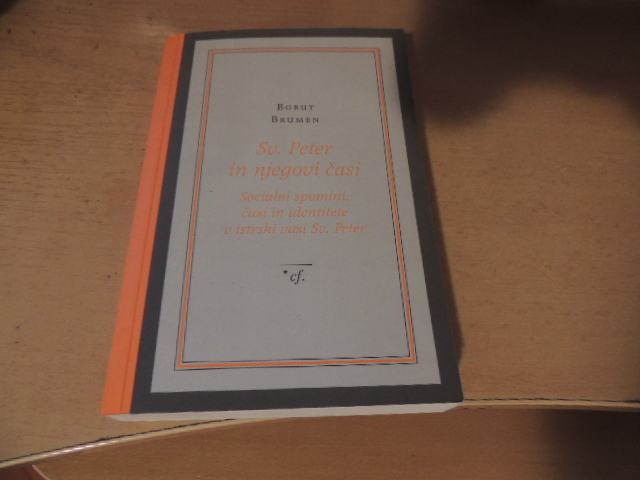 Borut
Brumen
Sv. Peter
in njegovi časi
Socialni spomini,
časi in identitete
v istrski vasi Sv. Peter
*cf.